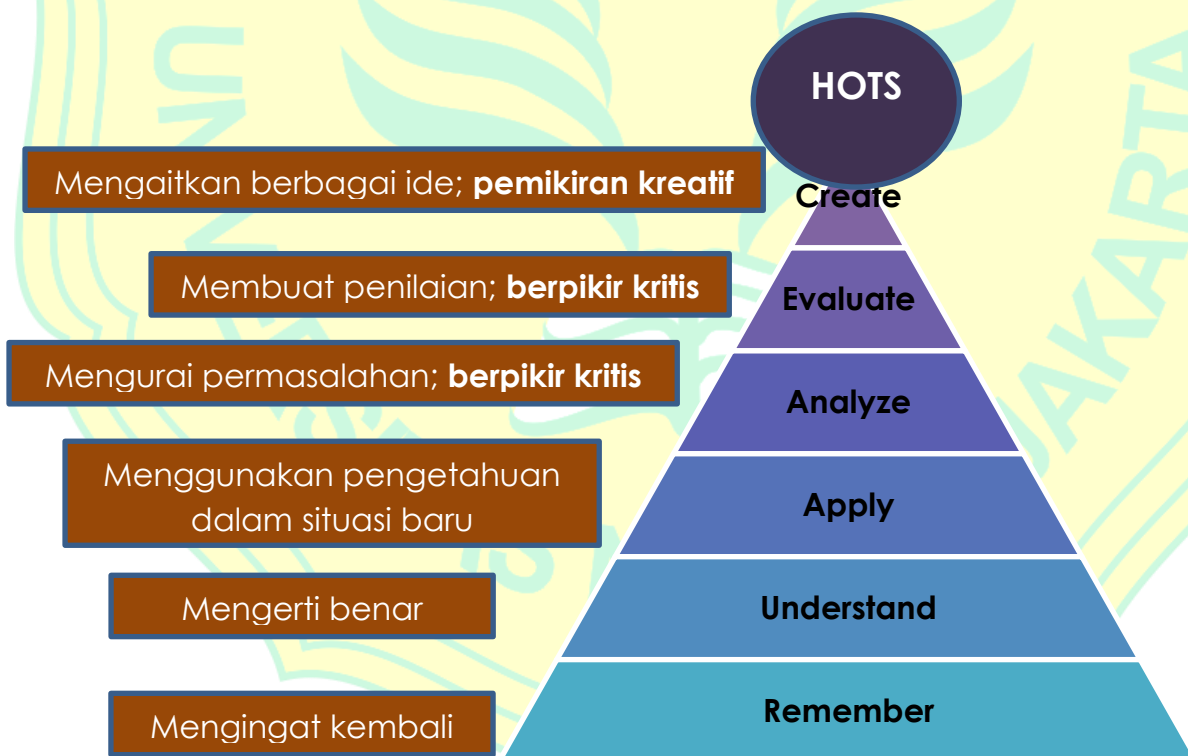 HOTS
Mengaitkan berbagai ide; pemikiran kreatif
Create
Membuat penilaian; berpikir kritis
Evaluate
Mengurai permasalahan; berpikir kritis
Analyze
Menggunakan pengetahuan
dalam situasi baru
Apply
Mengerti benar
Understand
Mengingat kembali
Remember
JAKARTA